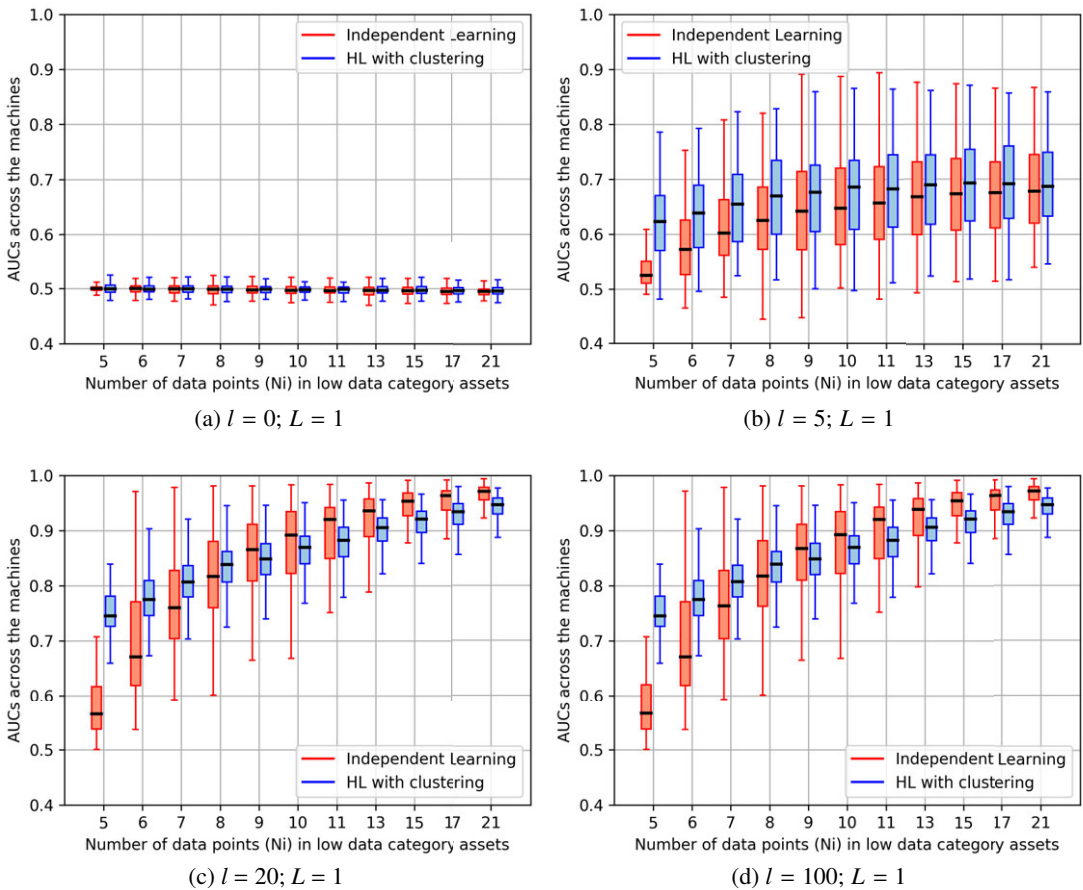 1.0
0.9
0.8
0.7
0.6
0.5
0.4
AUCs across the machines
Independent Learning
HL with clustering
5 6 7 8 9 10 11 13 15 17 21
Number of data points (Ni) in low data category assets
(a) l = 0; L = 1
1.0
0.9
0.8
0.7
0.6
0.5
0.4
AUCs across the machines
Independent Learning
HL with clustering
5 6 7 8 9 10 11 13 15 17 21
Number of data points (Ni) in low data category assets
(b) l = 5; L = 1
1.0
0.9
0.8
0.7
0.6
0.5
0.4
AUCs across the machines
Independent Learning
HL with clustering
5 6 7 8 9 10 11 13 15 17 21
Number of data points (Ni) in low data category assets
(c) l = 20; L = 1
1.0
0.9
0.8
0.7
0.6
0.5
0.4
AUCs across the machines
Independent Learning
HL with clustering
5 6 7 8 9 10 11 13 15 17 21
Number of data points (Ni) in low data category assets
(d) l = 100; L = 1